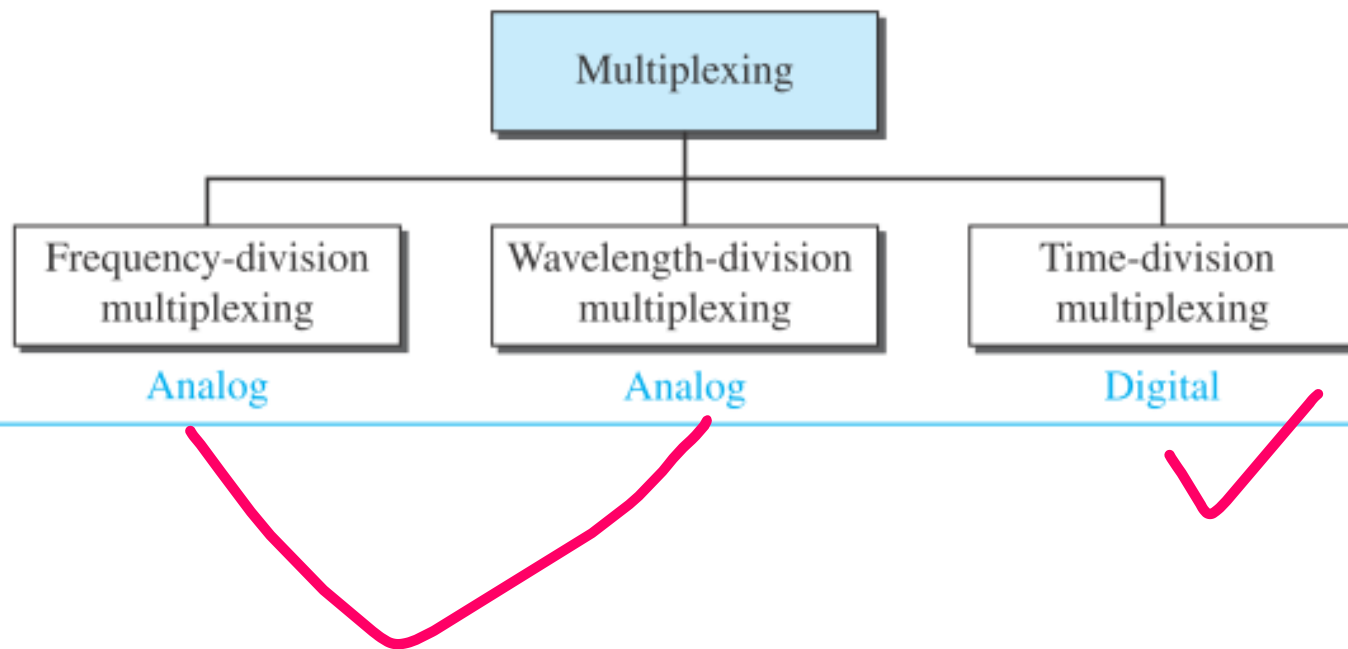 Multiplexing
Frequency-division
multiplexing
Wavelength-division
multiplexing
Time-division
multiplexing
Analog
Analog
Digital